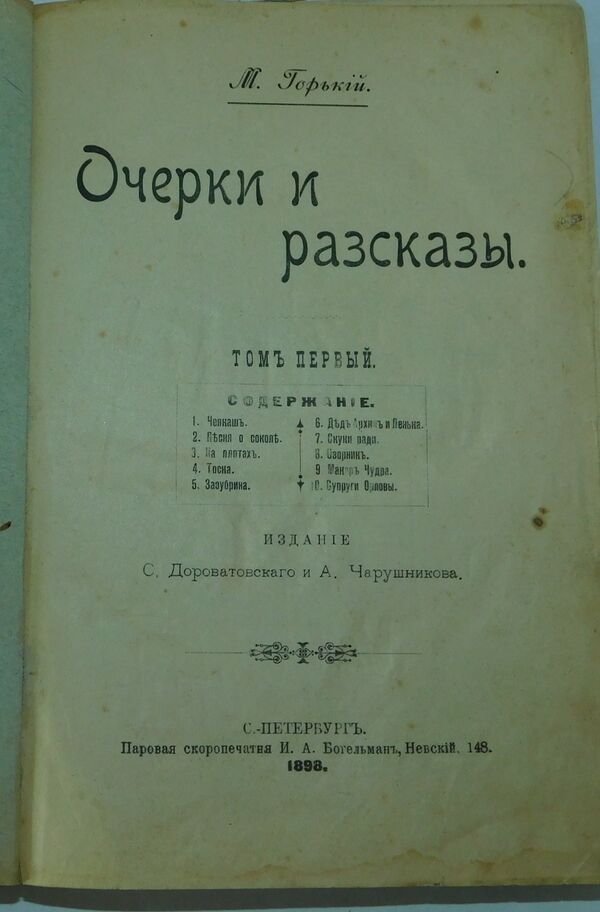 М. Горькій.
Очерки и
разсказы.
ТОМЪ ПЕРВЫЙ.
СОДЕРЖАНІЕ.
1. Челкашъ.
2. Пѣсня о соколѣ.
3. На плотахъ.
4. Тоска.
5. Зазубрина.
6. Дѣдъ Архипъ и Ленька.
7. Скуки ради.
8. Озорникъ.
9 Макаръ Чудра.
10. Супруги Орловы.
ИЗДАНІЕ
С. Дороватовскаго и А. Чарушникова.
С.-ПЕТЕРБУРГЪ.
Паровая скоропечатня И. А. Богельманъ, Невскій, 148.
1898.